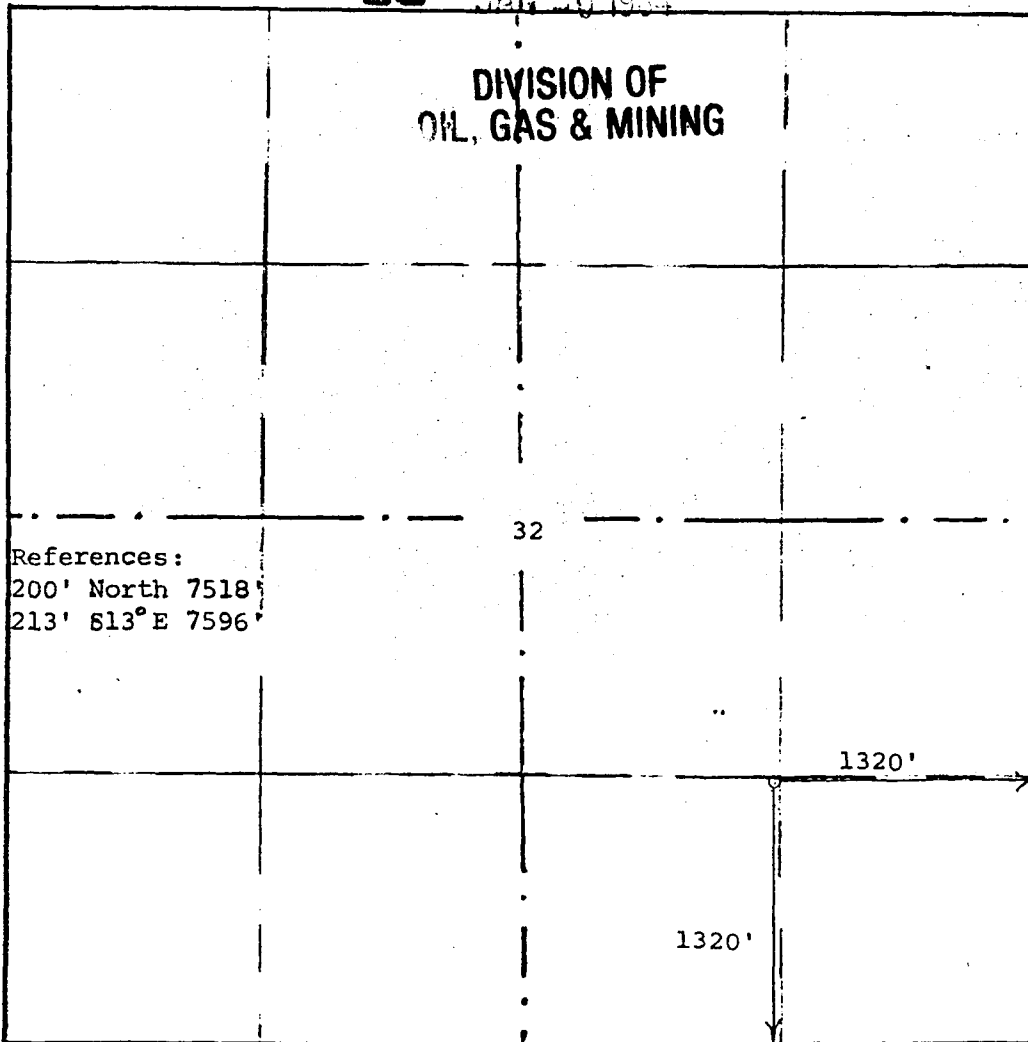 DIVISION OF
OIL, GAS & MINING
32
References:
200' North 7518'
213' S13°E 7596'
1320'
1320'